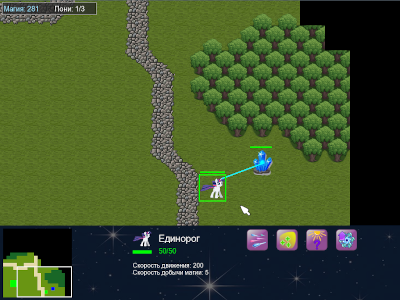 Магия: 281 Пони: 1/3
Единорог
50/50
Скорость движения: 200
Скорость добычи магии: 5